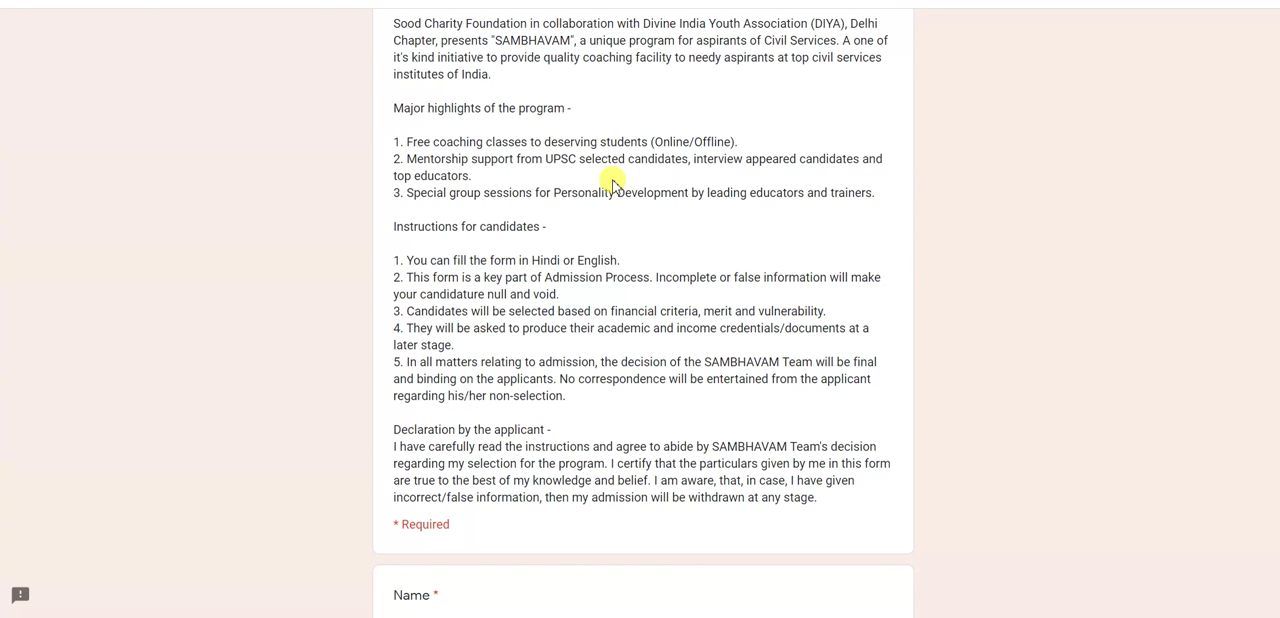 Sood Charity Foundation in collaboration with Divine India Youth Association (DIYA), Delhi
Chapter, presents "SAMBHAVAM", a unique program for aspirants of Civil Services. A one of
it's kind initiative to provide quality coaching facility to needy aspirants at top civil services
institutes of India.
Major highlights of the program -
1. Free coaching classes to deserving students (Online/Offline).
2. Mentorship support from UPSC selected candidates, interview appeared candidates and
top educators.
3. Special group sessions for Personality Development by leading educators and trainers.
Instructions for candidates -
1. You can fill the form in Hindi or English.
2. This form is a key part of Admission Process. Incomplete or false information will make
your candidature null and void.
3. Candidates will be selected based on financial criteria, merit and vulnerability.
4. They will be asked to produce their academic and income credentials/documents at a
later stage.
5. In all matters relating to admission, the decision of the SAMBHAVAM Team will be final
and binding on the applicants. No correspondence will be entertained from the applicant
regarding his/her non-selection.
Declaration by the applicant -
I have carefully read the instructions and agree to abide by SAMBHAVAM Team's decision
regarding my selection for the program. I certify that the particulars given by me in this form
are true to the best of my knowledge and belief. I am aware, that, in case, I have given
incorrect/false information, then my admission will be withdrawn at any stage.
* Required
Name *